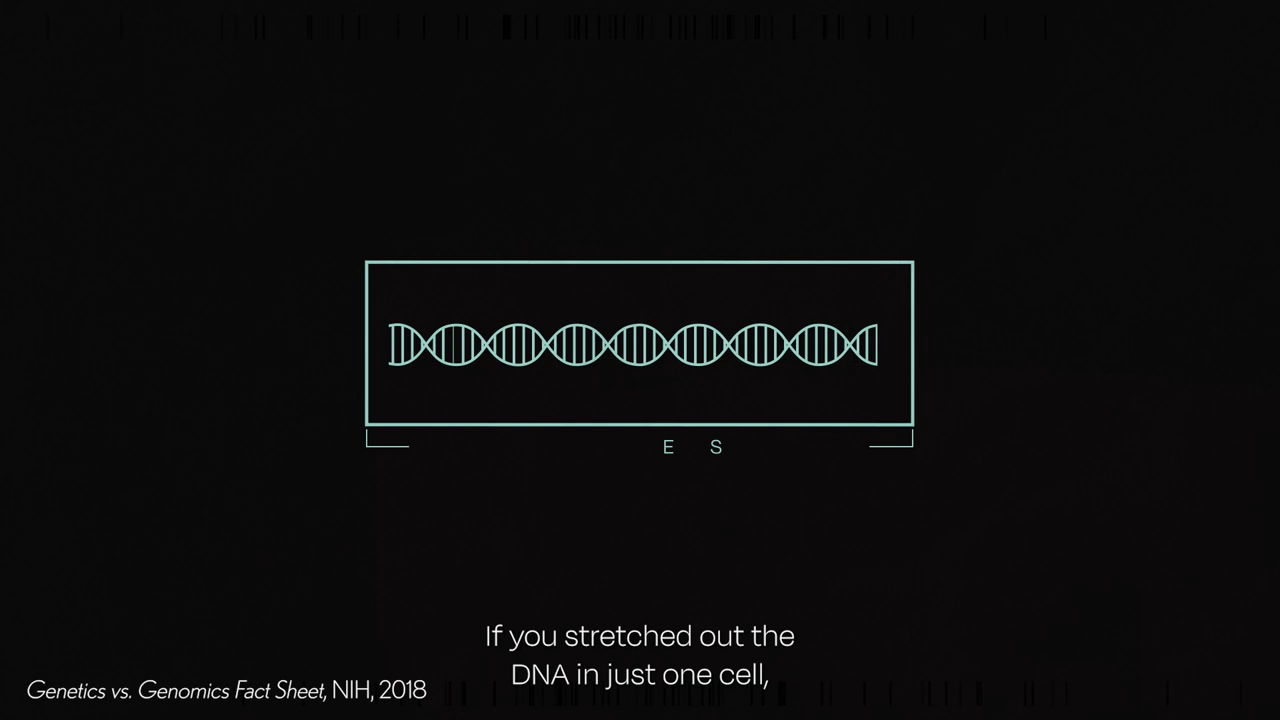 E S
If you stretched out the
DNA in just one cell,
Genetics vs. Genomics Fact Sheet, NIH, 2018